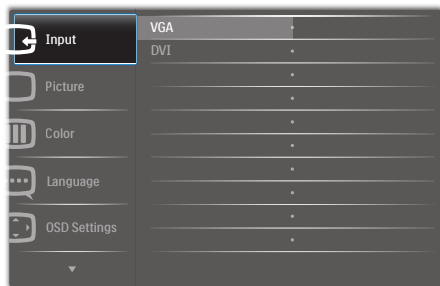 Input
Picture
Color
Language
OSD Settings
VGA
DVI